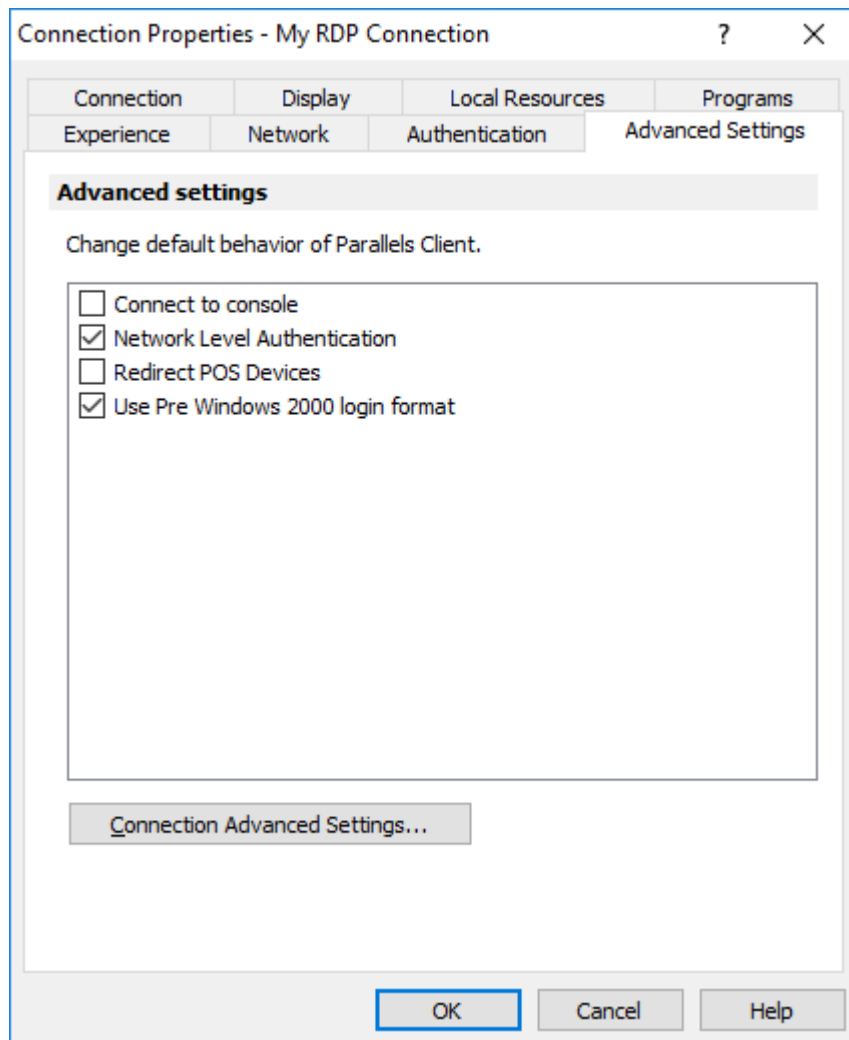 Connection Properties - My RDP Connection ?
Connection Display Local Resources Programs
Experience Network Authentication Advanced Settings
Advanced settings
Change default behavior of Parallels Client.
Connect to console
Network Level Authentication
Redirect POS Devices
Use Pre Windows 2000 login format
Connection Advanced Settings...
OK Cancel Help